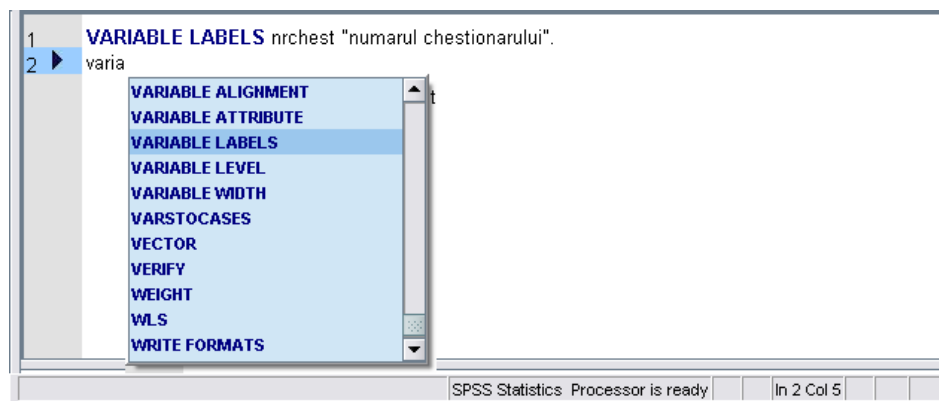 1 VARIABLE LABELS nrchest "numarul chestionarului".
2 varia
VARIABLE ALIGNMENT
t
VARIABLE ATTRIBUTE
VARIABLE LABELS
VARIABLE LEVEL
VARIABLE WIDTH
VARSTOCASES
VECTOR
VERIFY
WEIGHT
WLS
WRITE FORMATS
SPSS Statistics Processor is ready In 2 Col 5